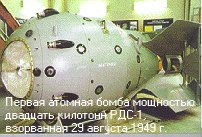 Первая атомная бомба мощностью
двадцать килотонн РДС-1,
взорванная 29 августа 1949 г.